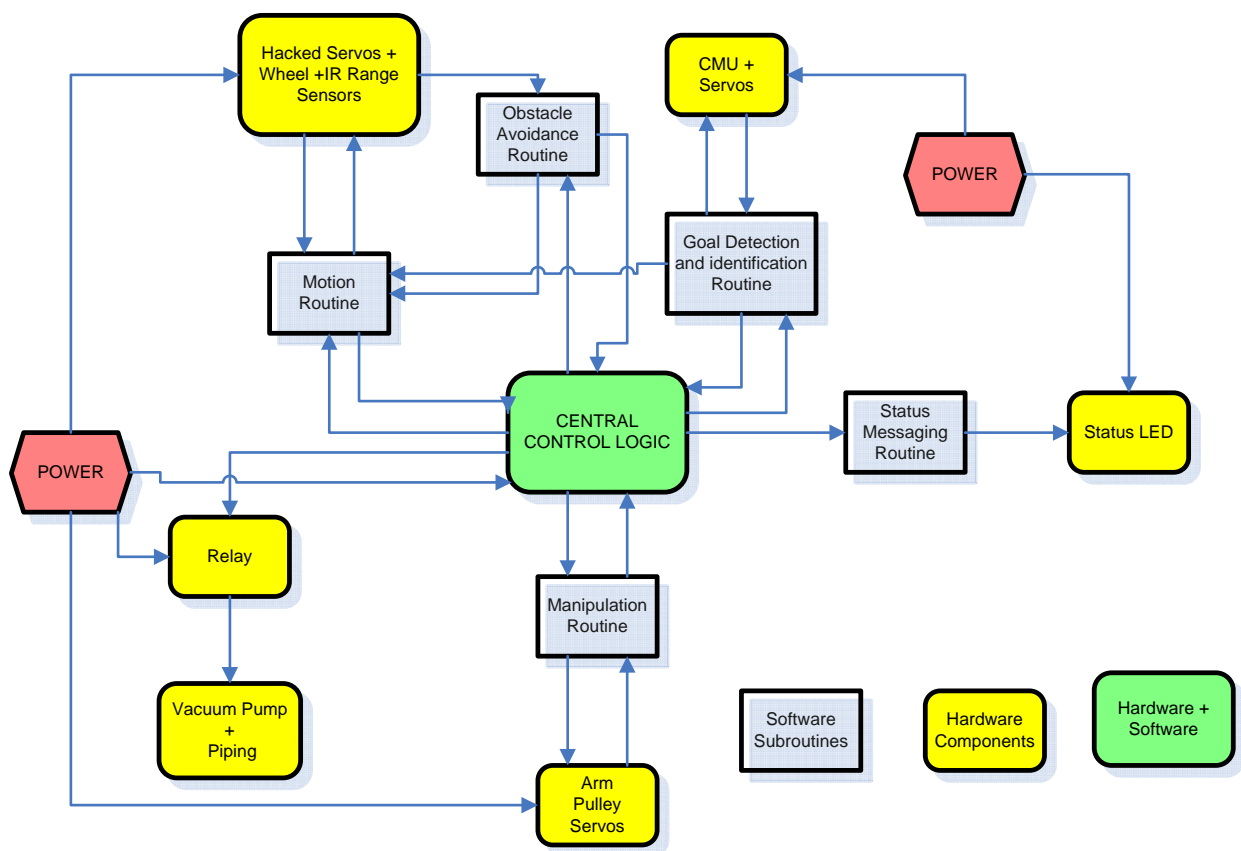 Hacked Servos +
Wheel +IR Range
Sensors
CMU +
Servos
Obstacle
Avoidance
Routine
POWER
Goal Detection
and identification
Routine
Motion
Routine
CENTRAL
CONTROL LOGIC
Status
Messaging
Routine
Status LED
POWER
Relay
Manipulation
Routine
Vacuum Pump
+
Piping
Software
Subroutines
Hardware
Components
Hardware +
Software
Arm
Pulley
Servos